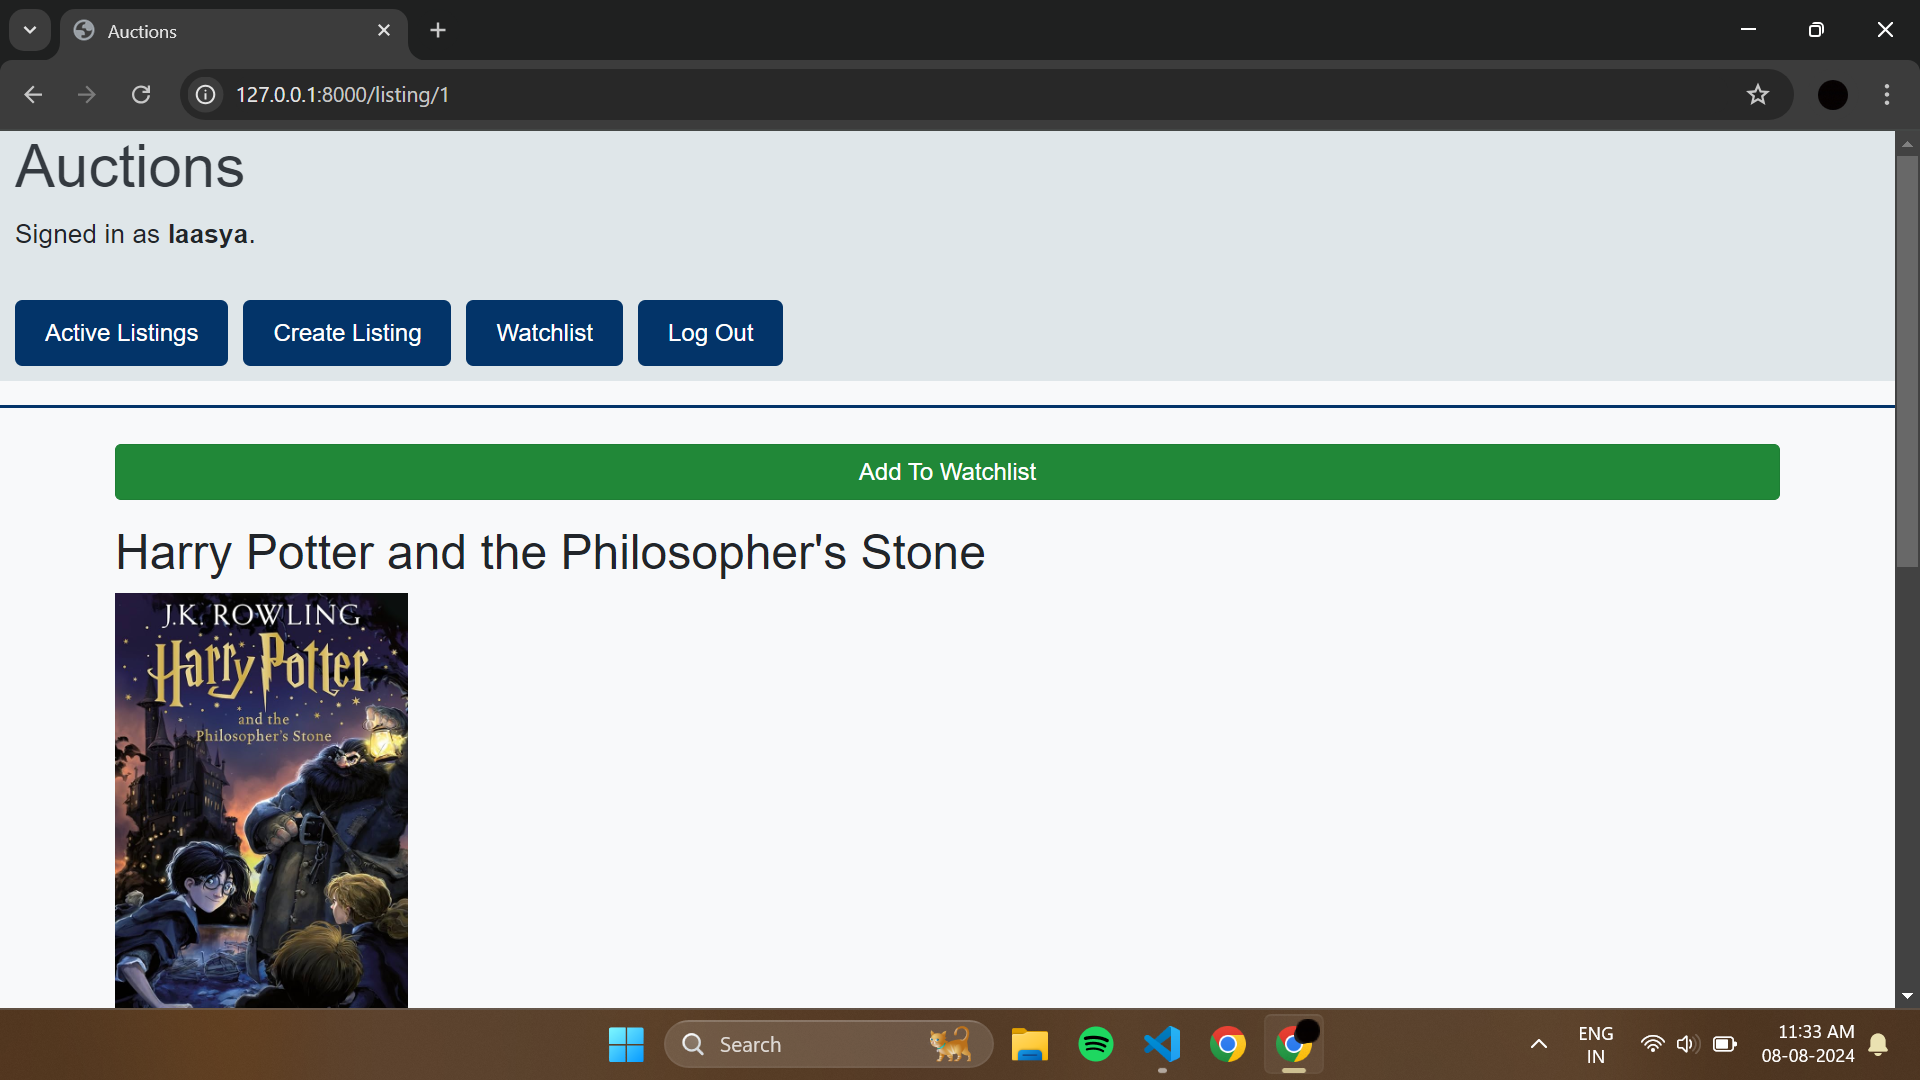 Auctions
127.0.0.1:8000/listing/1
Auctions
Signed in as laasya.
Active Listings
Create Listing
Watchlist
Log Out
Add To Watchlist
Harry Potter and the Philosopher's Stone
J.K. ROWLING
Harry Potter
and the
Philosopher's Stone
Search
ENG
IN
11:33 AM
08-08-2024